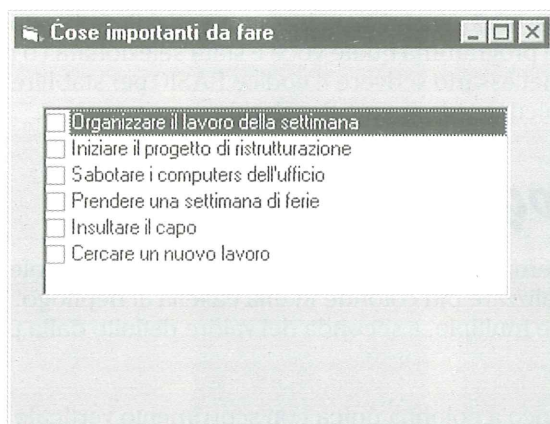 Cose importanti da fare
Organizzare il lavoro della settimana
Iniziare il progetto di ristrutturazione
Sabotare i computers dell'ufficio
Prendere una settimana di ferie
Insultare il capo
Cercare un nuovo lavoro